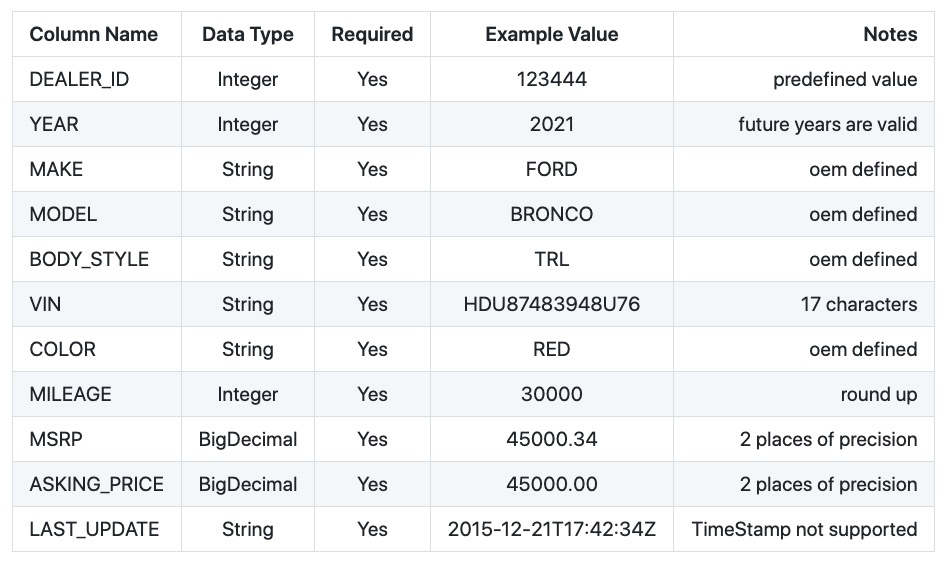 Column Name Data Type Required Example Value Notes
DEALER_ID Integer Yes 123444 predefined value
YEAR Integer Yes 2021 future years are valid
MAKE String Yes FORD oem defined
MODEL String Yes BRONCO oem defined
BODY_STYLE String Yes TRL oem defined
VIN String Yes HDU87483948U76 17 characters
COLOR String Yes RED oem defined
MILEAGE Integer Yes 30000 round up
MSRP BigDecimal Yes 45000.34 2 places of precision
ASKING_PRICE BigDecimal Yes 45000.00 2 places of precision
LAST_UPDATE String Yes 2015-12-21T17:42:34Z TimeStamp not supported